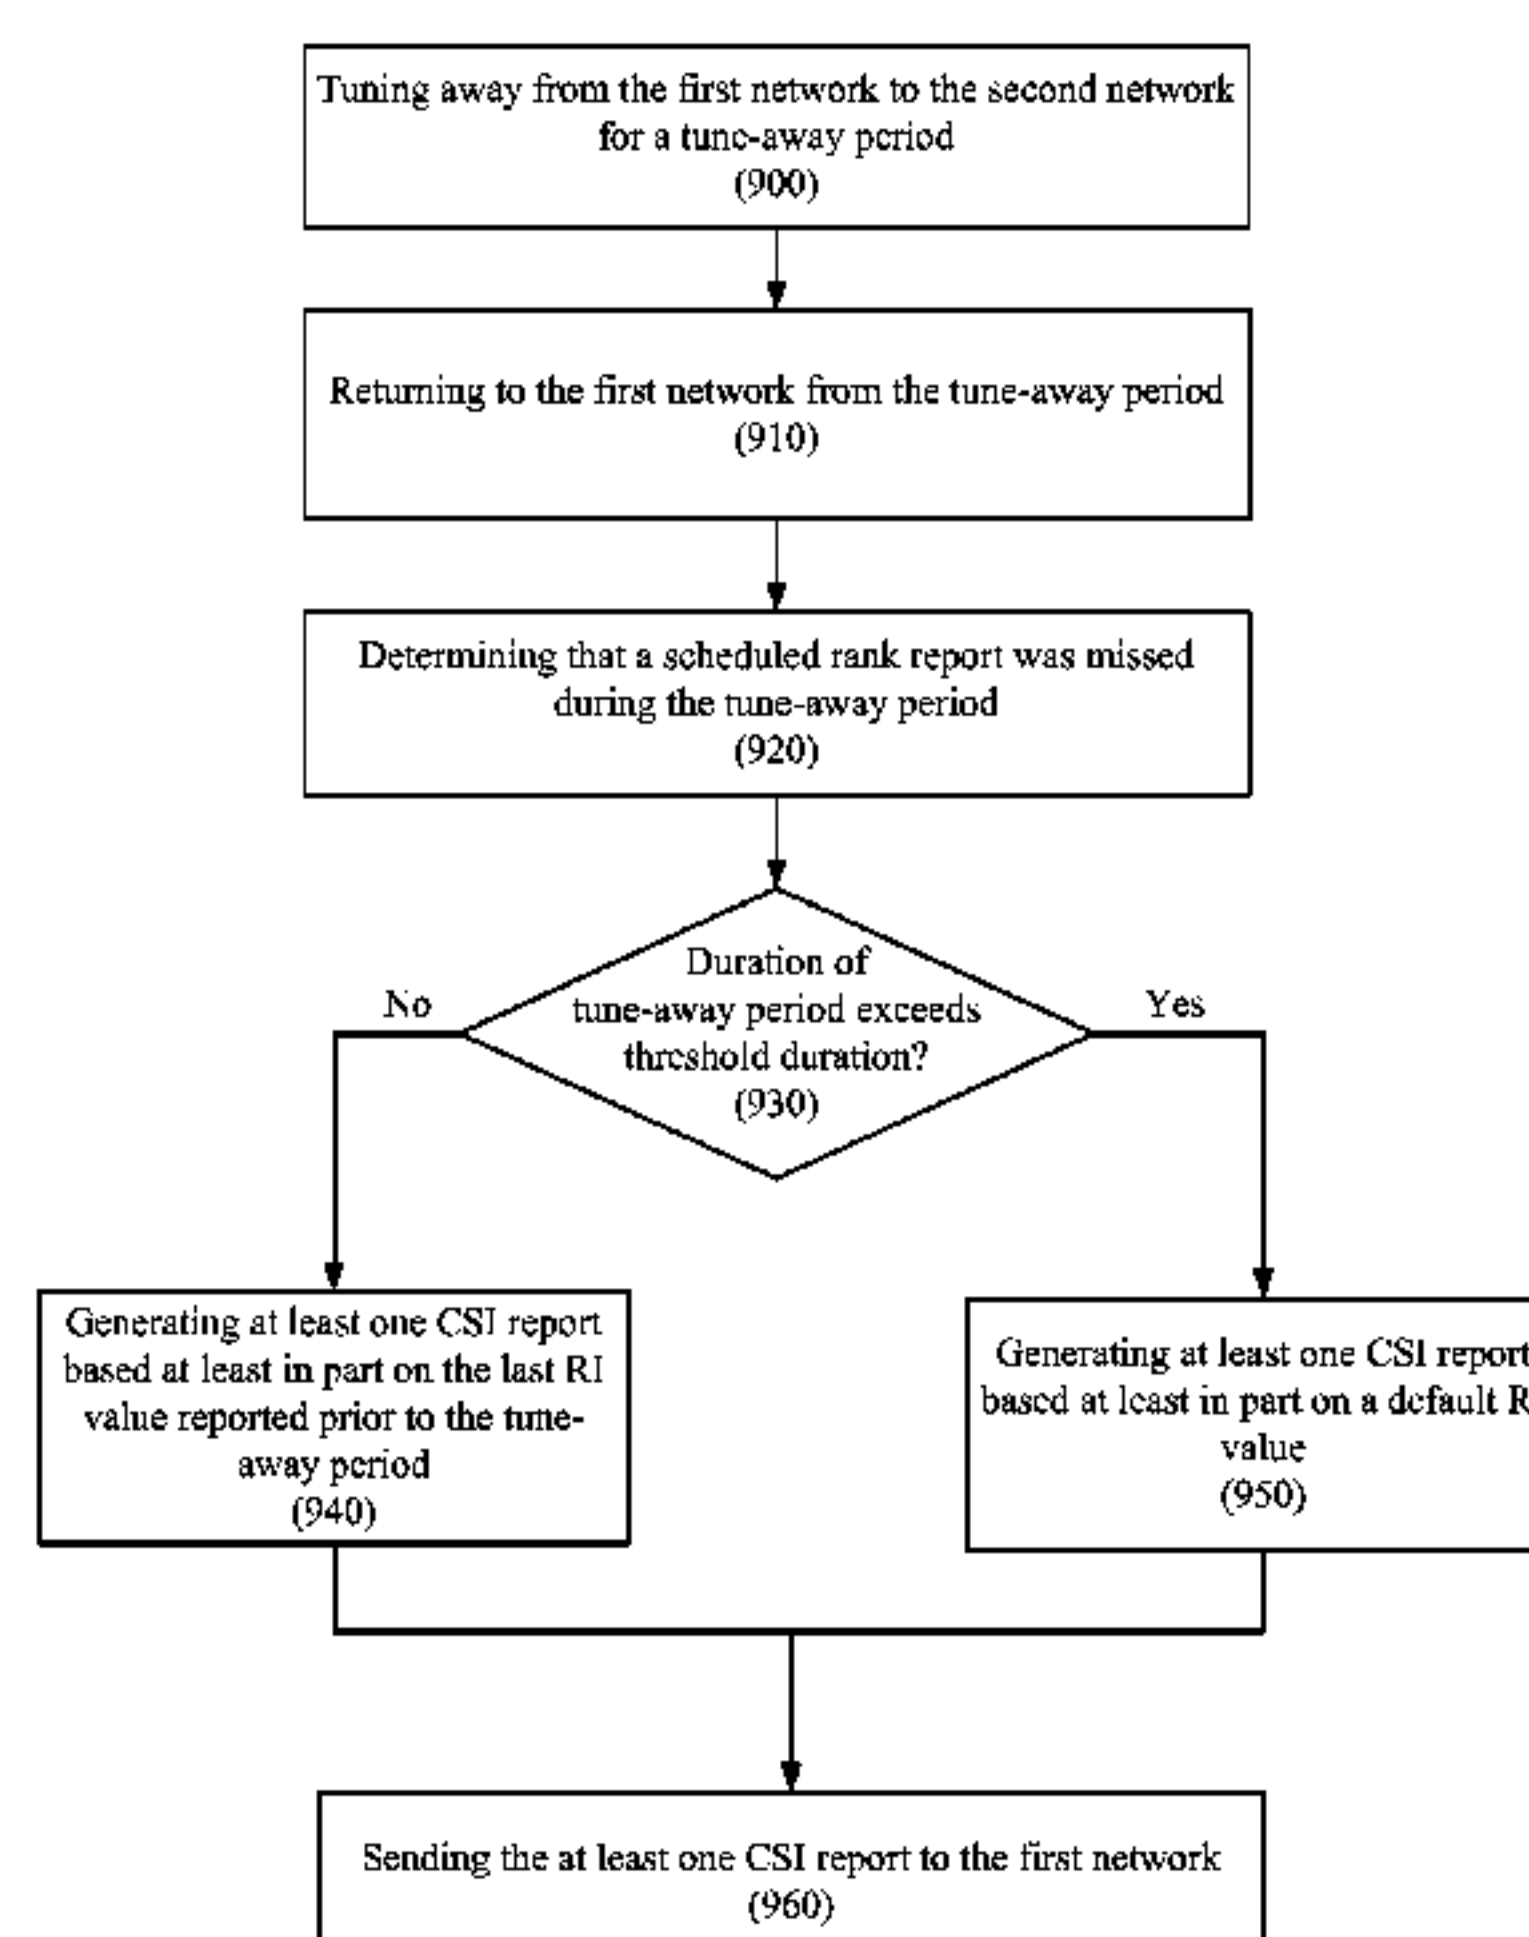 Tuning away from the first network to the second network
for a tune-away period
(900)
Returning to the first network from the tune-away period
(910)
Determining that a scheduled rank report was missed
during the tune-away period
(920)
Duration of
tune-away period exceeds
threshold duration?
(930)
No
Yes
Generating at least one CSI report
based at least in part on the last RI
value reported prior to the tune-
away period
(940)
Generating at least one CSI report
based at least in part on a default
value
(950)
Sending the at least one CSI report to the first network
(960)